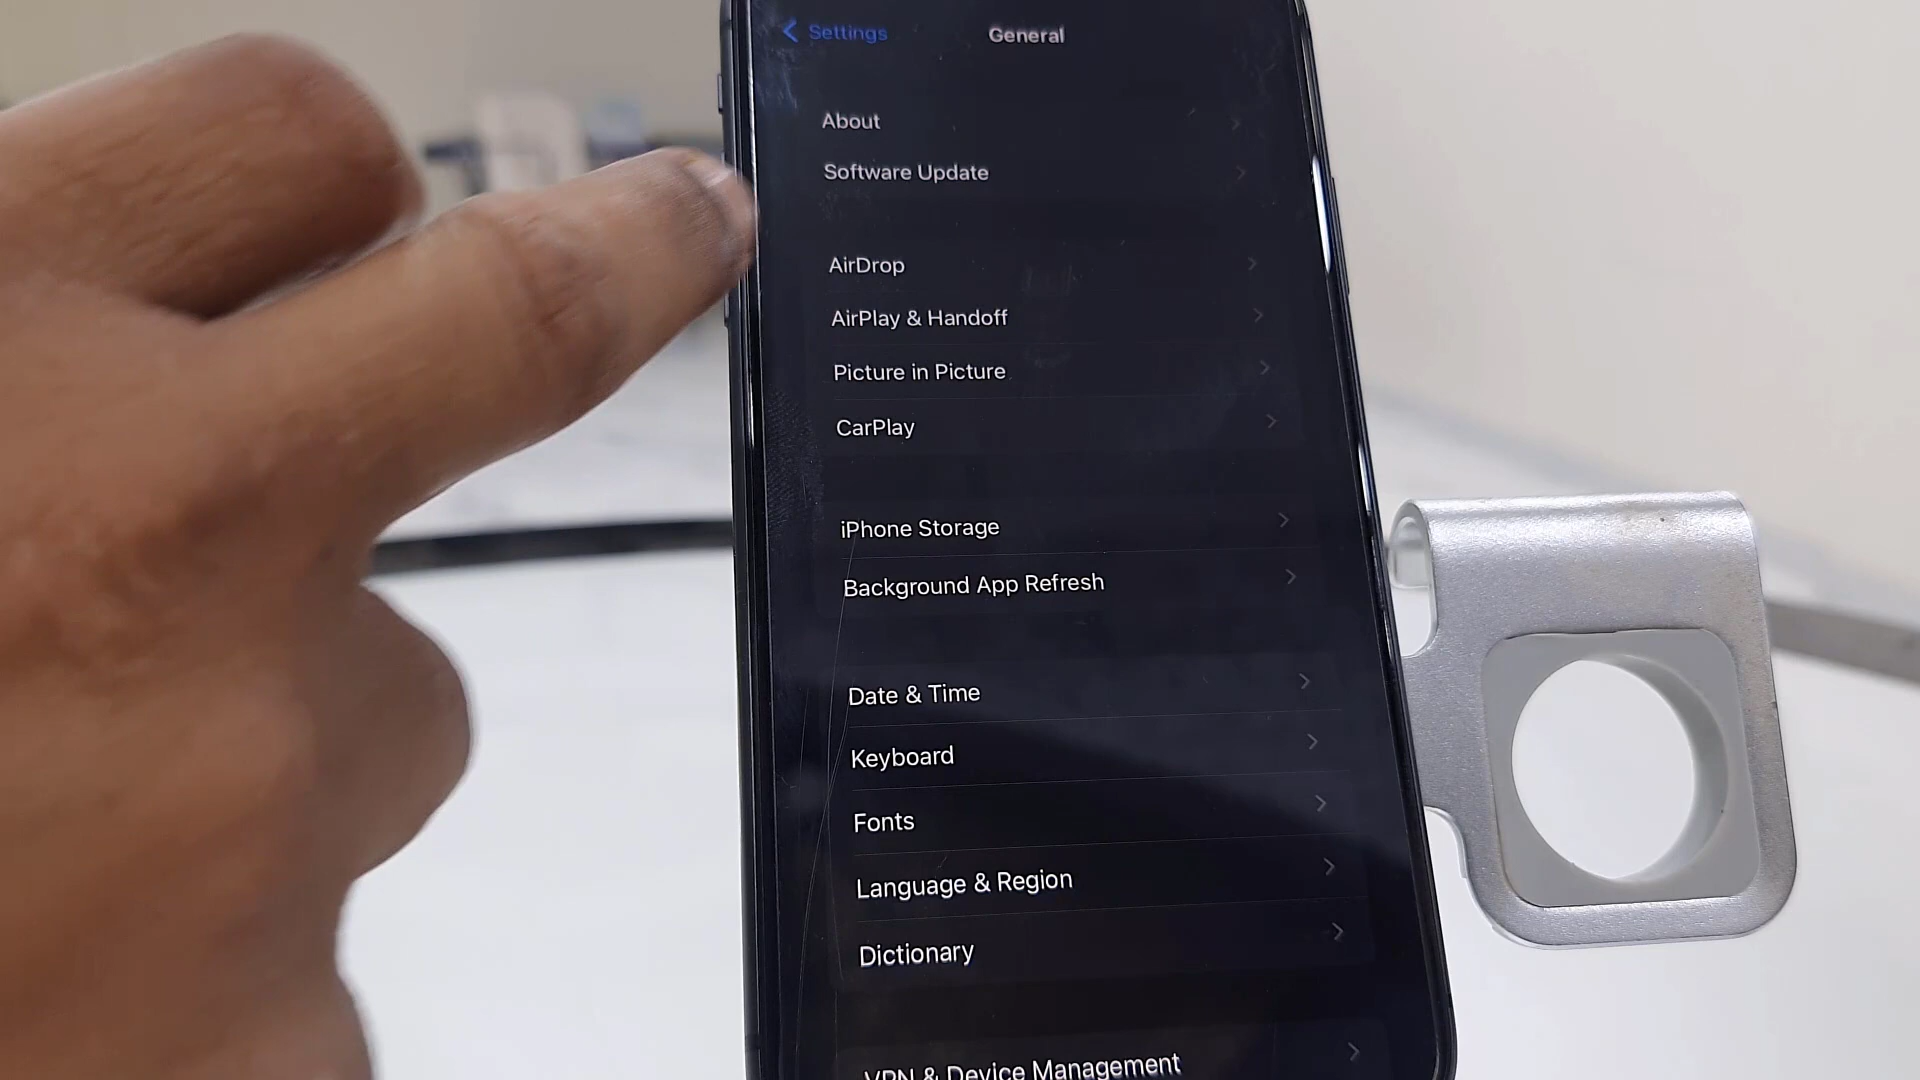 Settings
General
About
Software Update
AirDrop
AirPlay & Handoff
Picture in Picture
CarPlay
iPhone Storage
Background App Refresh
Date & Time
Keyboard
Fonts
Language & Region
Dictionary
VPN & Device Management